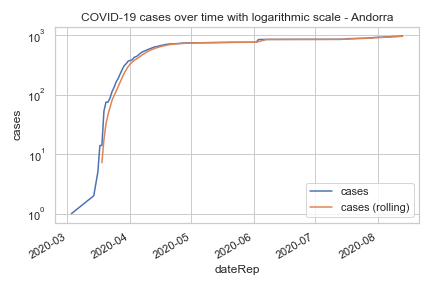 COVID-19 cases over time with logarithmic scale - Andorra
10³
10²
10¹
10⁰
cases
cases
cases (rolling)
2020-03
2020-04
2020-05
2020-06
2020-07
2020-08
dateRep